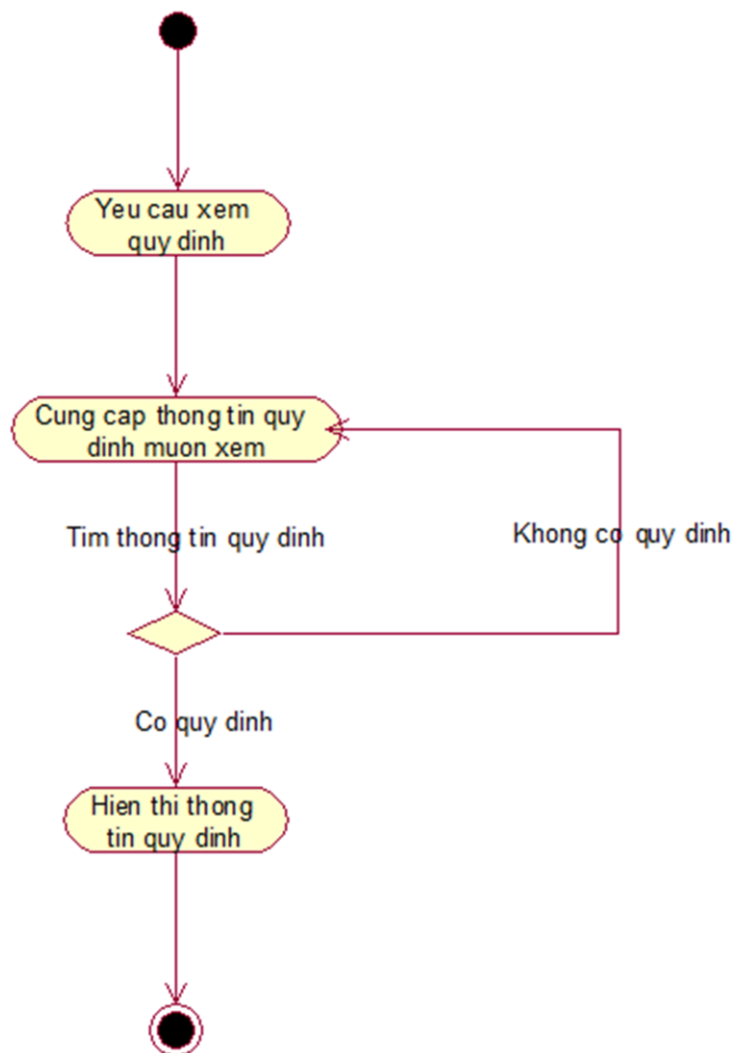 Yeu cau xem
quy dinh
Cung cap thong tin quy
dinh muon xem
Tim thong tin quy dinh
Khong co quy dinh
Co quy dinh
Hien thi thong
tin quy dinh